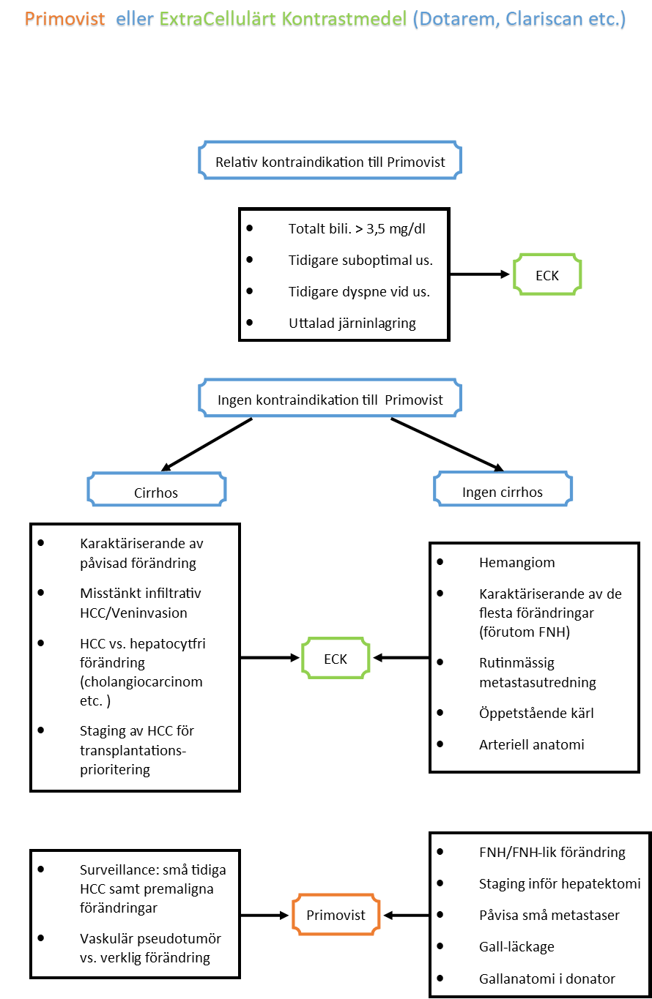 Primovist eller ExtraCellulärt Kontrastmedel (Dotarem, Clariscan etc.)
Relativ kontraindikation till Primovist
• Totalt bili. > 3,5 mg/dl
• Tidigare suboptimal us.
• Tidigare dyspne vid us.
• Uttalad järninlagring
ECK
Ingen kontraindikation till Primovist
Cirrhos
Ingen cirrhos
• Karaktäriserande av
påvisad förändring
• Misstänkt infiltrativ
HCC/Veninvasion
• HCC vs. hepatocytfri
förändring
(cholangiocarcinom
etc. )
• Staging av HCC för
transplantations-
prioritering
ECK
• Hemangiom
• Karaktäriserande av de
flesta förändringar
(förutom FNH)
• Rutinmässig
metastasutredning
• Öppetstående kärl
• Arteriell anatomi
• Surveillance: små tidiga
HCC samt premaligna
förändringar
• Vaskulär pseudotumör
vs. verklig förändring
Primovist
• FNH/FNH-lik förändring
• Staging inför hepatektomi
• Påvisa små metastaser
• Gall-läckage
• Gallanatomi i donator